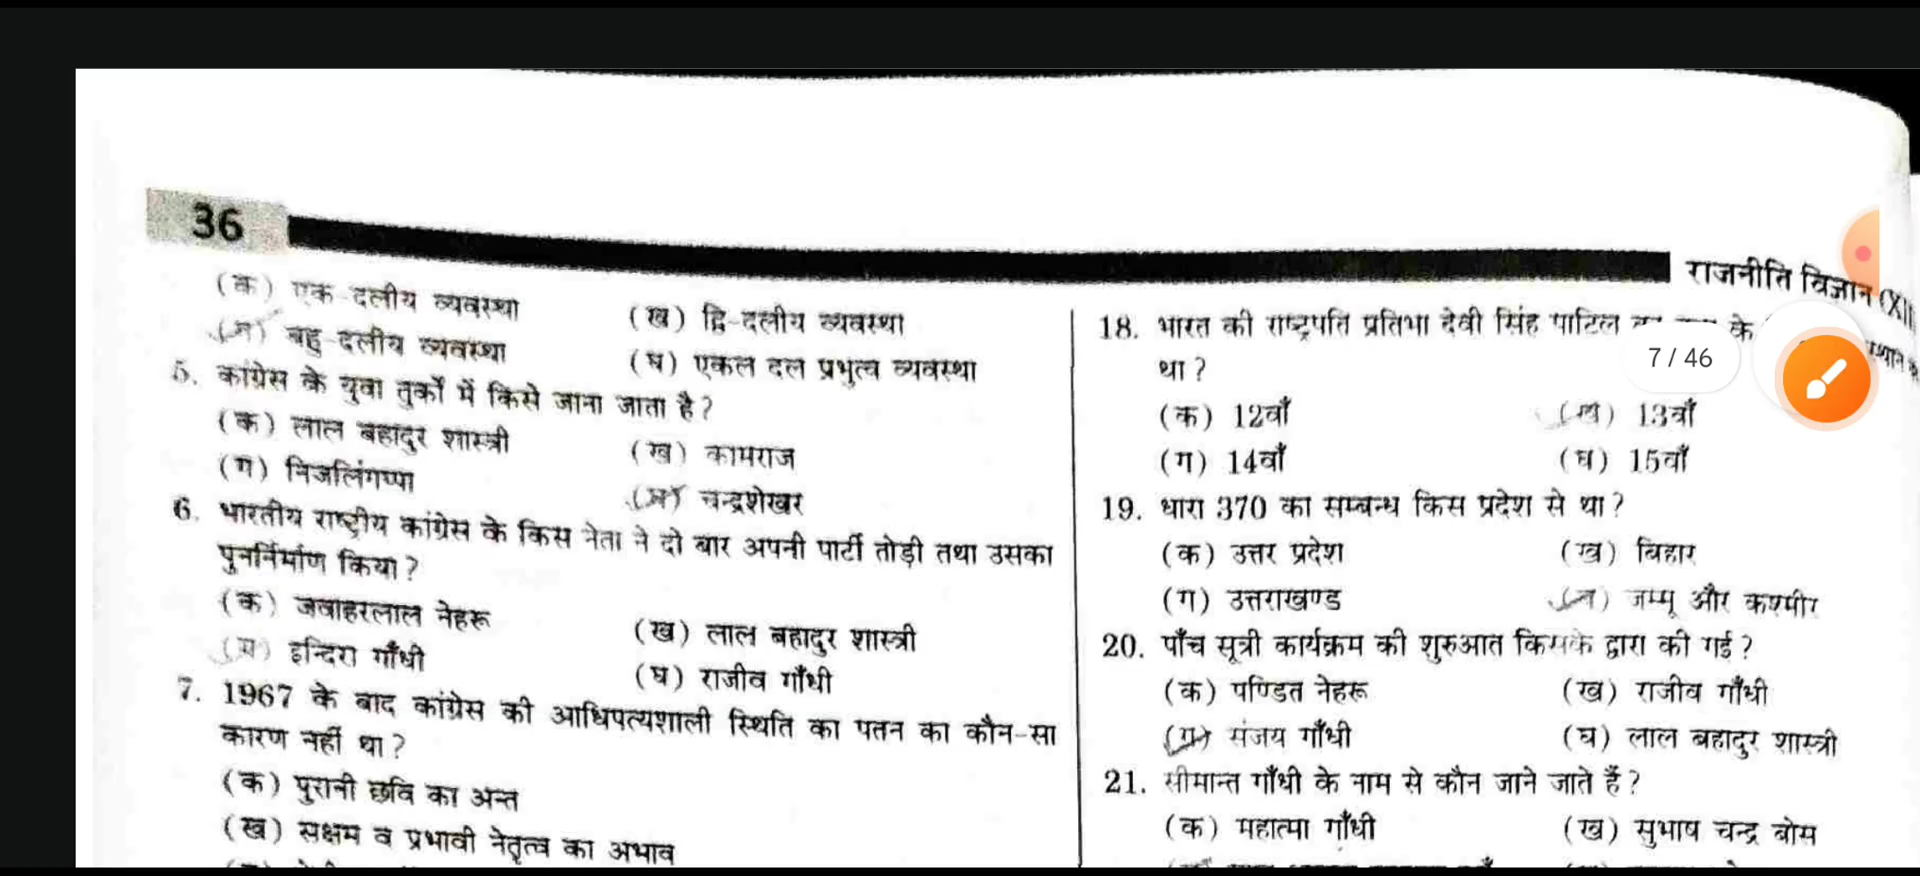 36
राजनीति विज्ञान (XII
7 / 46
(क) एक-दलीय व्यवस्था
(ख) द्वि-दलीय व्यवस्था
(ग) बहु-दलीय व्यवस्था
(घ) एकल दल प्रभुत्व व्यवस्था
5. कांग्रेस के युवा तुर्कों में किसे जाना जाता है?
(क) लाल बहादुर शास्त्री
(ख) कामराज
(ग) निजलिंगप्पा
(घ) चन्द्रशेखर
6. भारतीय राष्ट्रीय कांग्रेस के किस नेता ने दो बार अपनी पार्टी तोड़ी तथा उसका
पुनर्निर्माण किया?
(क) जवाहरलाल नेहरू
(ख) लाल बहादुर शास्त्री
(ग) इन्दिरा गाँधी
(घ) राजीव गाँधी
7. 1967 के बाद कांग्रेस की आधिपत्यशाली स्थिति का पतन का कौन-सा
कारण नहीं था?
(क) पुरानी छवि का अन्त
(ख) सक्षम व प्रभावी नेतृत्व का अभाव
18. भारत की राष्ट्रपति प्रतिभा देवी सिंह पाटिल के
था?
(क) 12वाँ
(ख) 13वाँ
(ग) 14वाँ
(घ) 15वाँ
19. धारा 370 का सम्बन्ध किस प्रदेश से था?
(क) उत्तर प्रदेश
(ख) बिहार
(ग) उत्तराखण्ड
(घ) जम्मू और कश्मीर
20. पाँच सूत्री कार्यक्रम की शुरुआत किसके द्वारा की गई?
(क) पण्डित नेहरू
(ख) राजीव गाँधी
(ग) संजय गाँधी
(घ) लाल बहादुर शास्त्री
21. सीमान्त गाँधी के नाम से कौन जाने जाते हैं?
(क) महात्मा गाँधी
(ख) सुभाष चन्द्र बोस